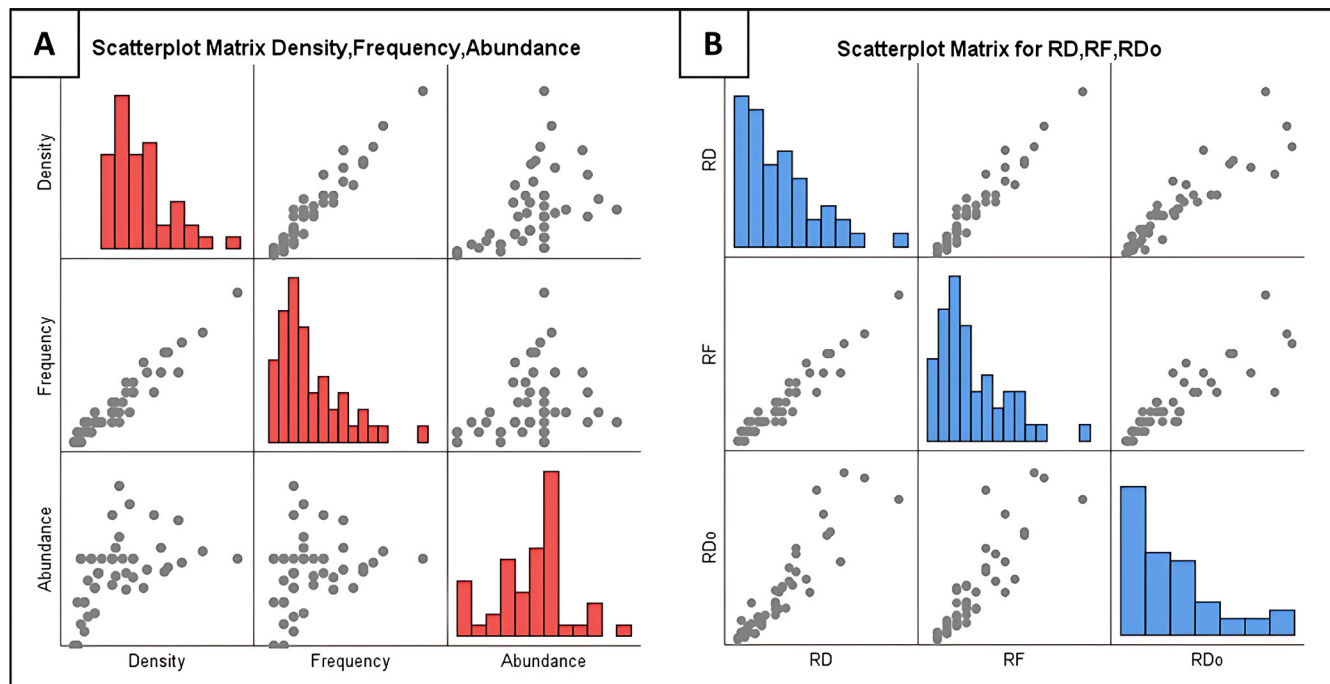 A
Scatterplot Matrix Density,Frequency,Abundance
Density
Frequency
Abundance
Density
Frequency
Abundance
B
Scatterplot Matrix for RD,RF,RDo
RD
RF
RDo
RD
RF
RDo